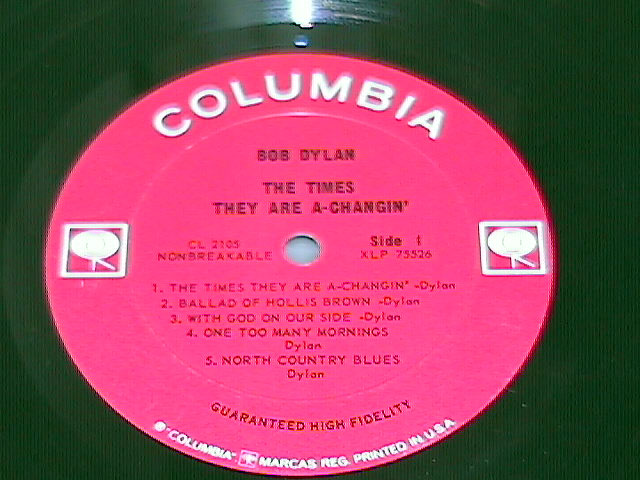 COLUMBIA
BOB DYLAN
THE TIMES
THEY ARE A-CHANGIN'
CL 2105
NONBREAKABLE
Side 1
XLP 75526
1. THE TIMES THEY ARE A-CHANGIN' -Dylan
2. BALLAD OF HOLLIS BROWN -Dylan
3. WITH GOD ON OUR SIDE -Dylan
4. ONE TOO MANY MORNINGS
Dylan
5. NORTH COUNTRY BLUES
Dylan
GUARANTEED HIGH FIDELITY
® "COLUMBIA" MARCAS REG. PRINTED IN U.S.A.